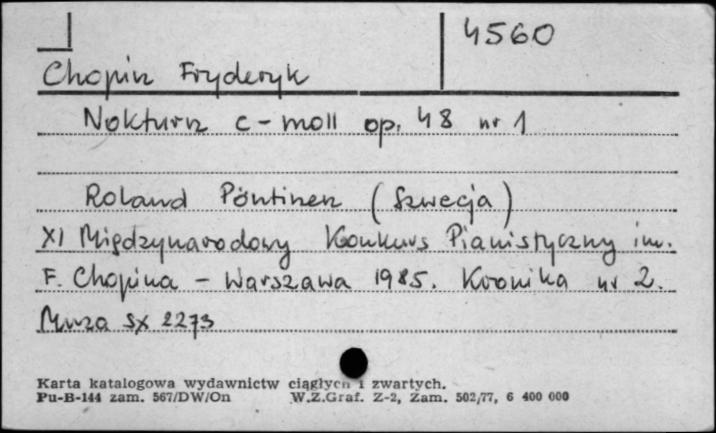 4560
Chopin Fryderyk
Nokturn c-moll op. 48 nr 1
Roland Pöntinen (Szwecja)
XI Międzynarodowy Konkurs Pianistyczny im.
F. Chopina - Warszawa 1985. Kronika nr 2.
Muza SX 2273
Karta katalogowa wydawnictw ciągłych i zwartych.
Pu-B-144 zam. 567/DW/On W.Z.Graf. Z-2, Zam. 502/77, 6 400 000